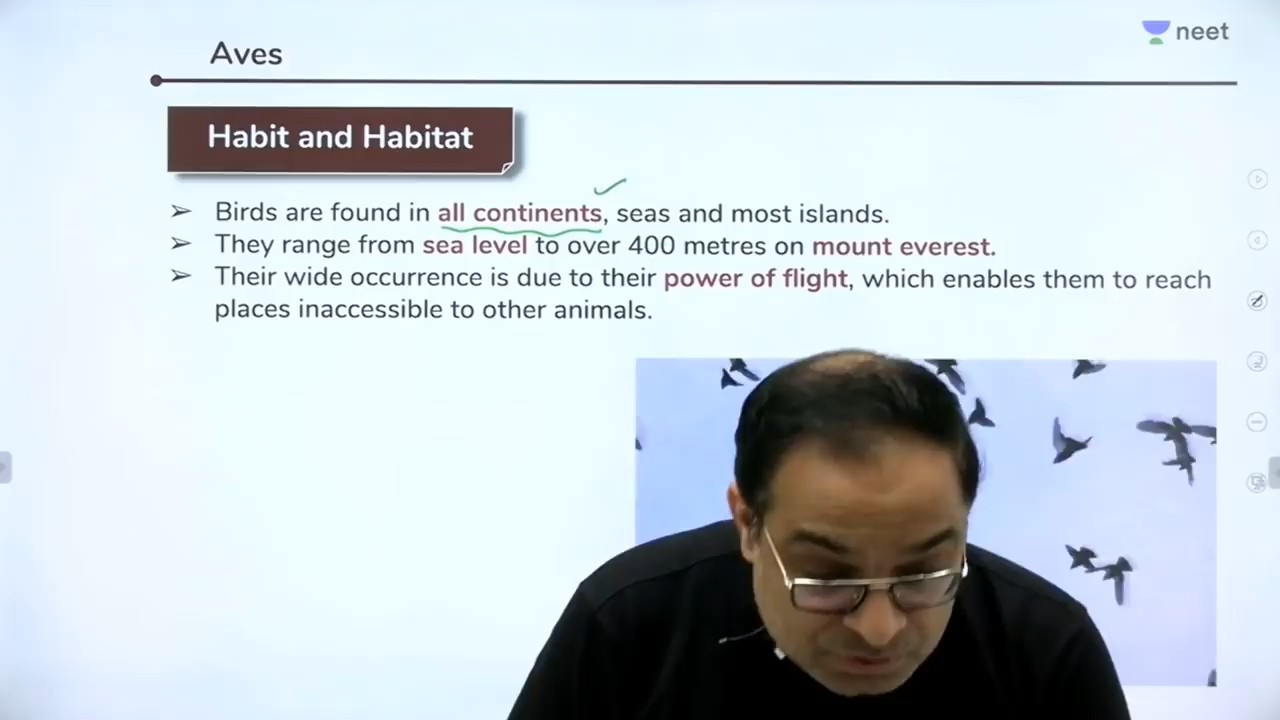 neet
Aves
Habit and Habitat
➢ Birds are found in all continents, seas and most islands.
➢ They range from sea level to over 400 metres on mount everest.
➢ Their wide occurrence is due to their power of flight, which enables them to reach
places inaccessible to other animals.